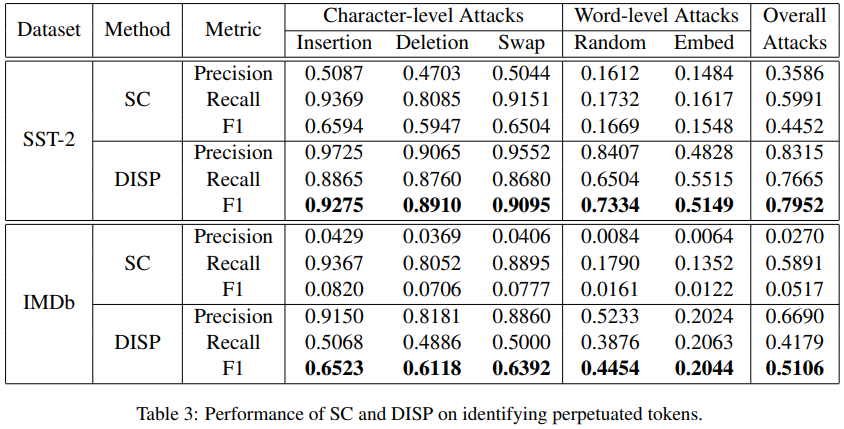 Dataset Method Metric Character-level Attacks Word-level Attacks Overall Attacks
Insertion Deletion Swap Random Embed
SST-2 SC Precision 0.5087 0.4703 0.5044 0.1612 0.1484 0.3586
Recall 0.9369 0.8085 0.9151 0.1732 0.1617 0.5991
F1 0.6594 0.5947 0.6504 0.1669 0.1548 0.4452
DISP Precision 0.9725 0.9065 0.9552 0.8407 0.4828 0.8315
Recall 0.8865 0.8760 0.8680 0.6504 0.5515 0.7665
F1 0.9275 0.8910 0.9095 0.7334 0.5149 0.7952
IMDb SC Precision 0.0429 0.0369 0.0406 0.0084 0.0064 0.0270
Recall 0.9367 0.8052 0.8895 0.1790 0.1352 0.5891
F1 0.0820 0.0706 0.0777 0.0161 0.0122 0.0517
DISP Precision 0.9150 0.8181 0.8860 0.5233 0.2024 0.6690
Recall 0.5068 0.4886 0.5000 0.3876 0.2063 0.4179
F1 0.6523 0.6118 0.6392 0.4454 0.2044 0.5106
Table 3: Performance of SC and DISP on identifying perpetuated tokens.